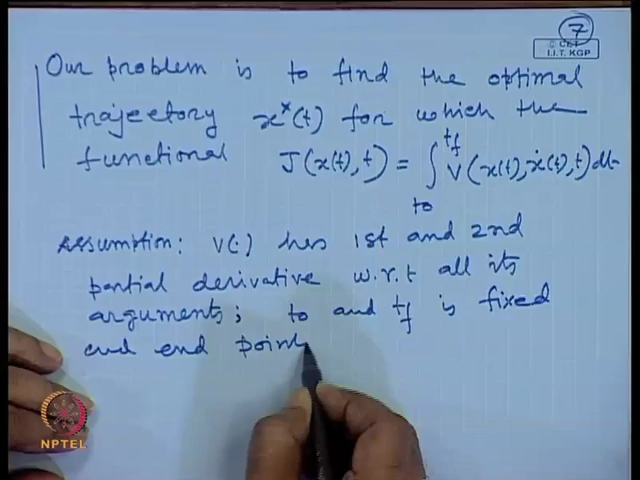 7
© CET
I.I.T. KGP
Our problem is to find the optimal
trajectory x*(t) for which the
functional J(x(t), t) = ∫_{t0}^{tf} V(x(t), ẋ(t), t) dt
Assumption: V(·) has 1st and 2nd
partial derivative w.r.t all its
arguments; to and tf is fixed
and end point
NPTEL